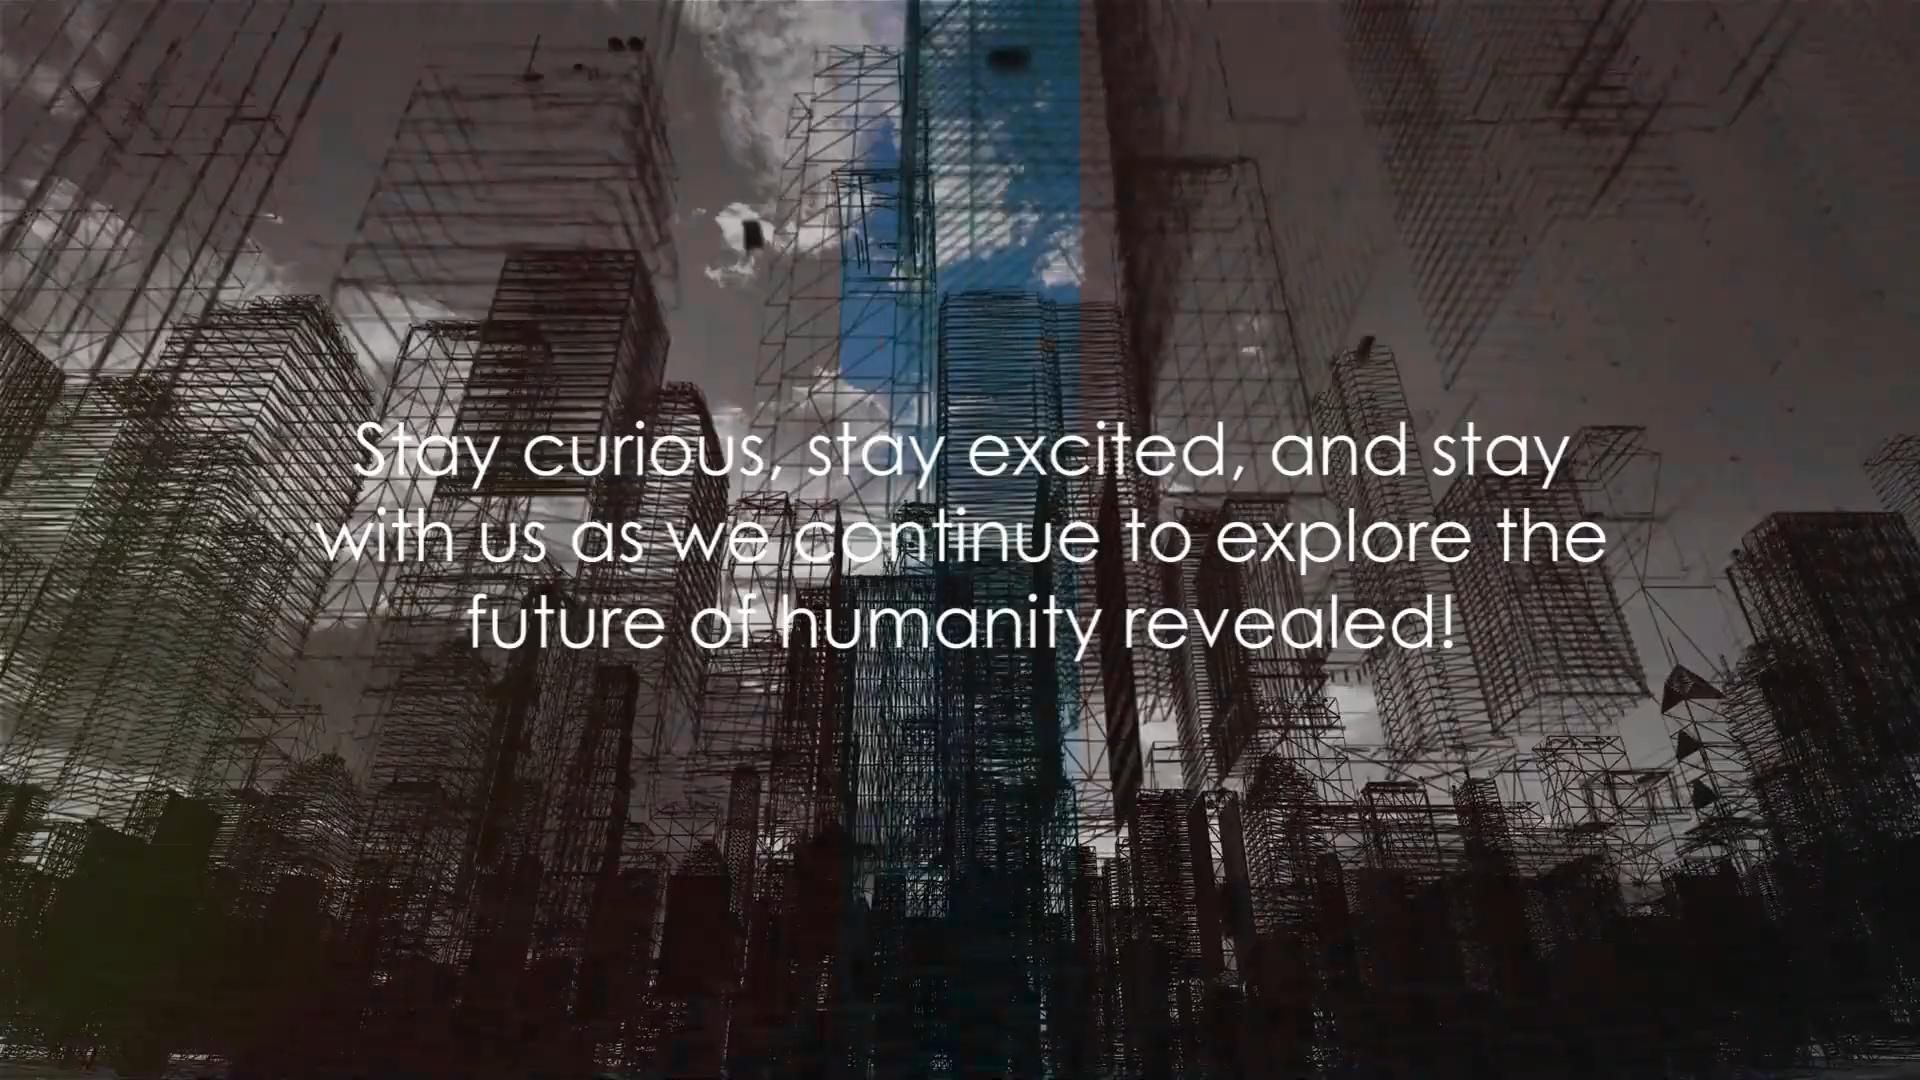 Stay curious, stay excited, and stay
with us as we continue to explore the
future of humanity revealed!